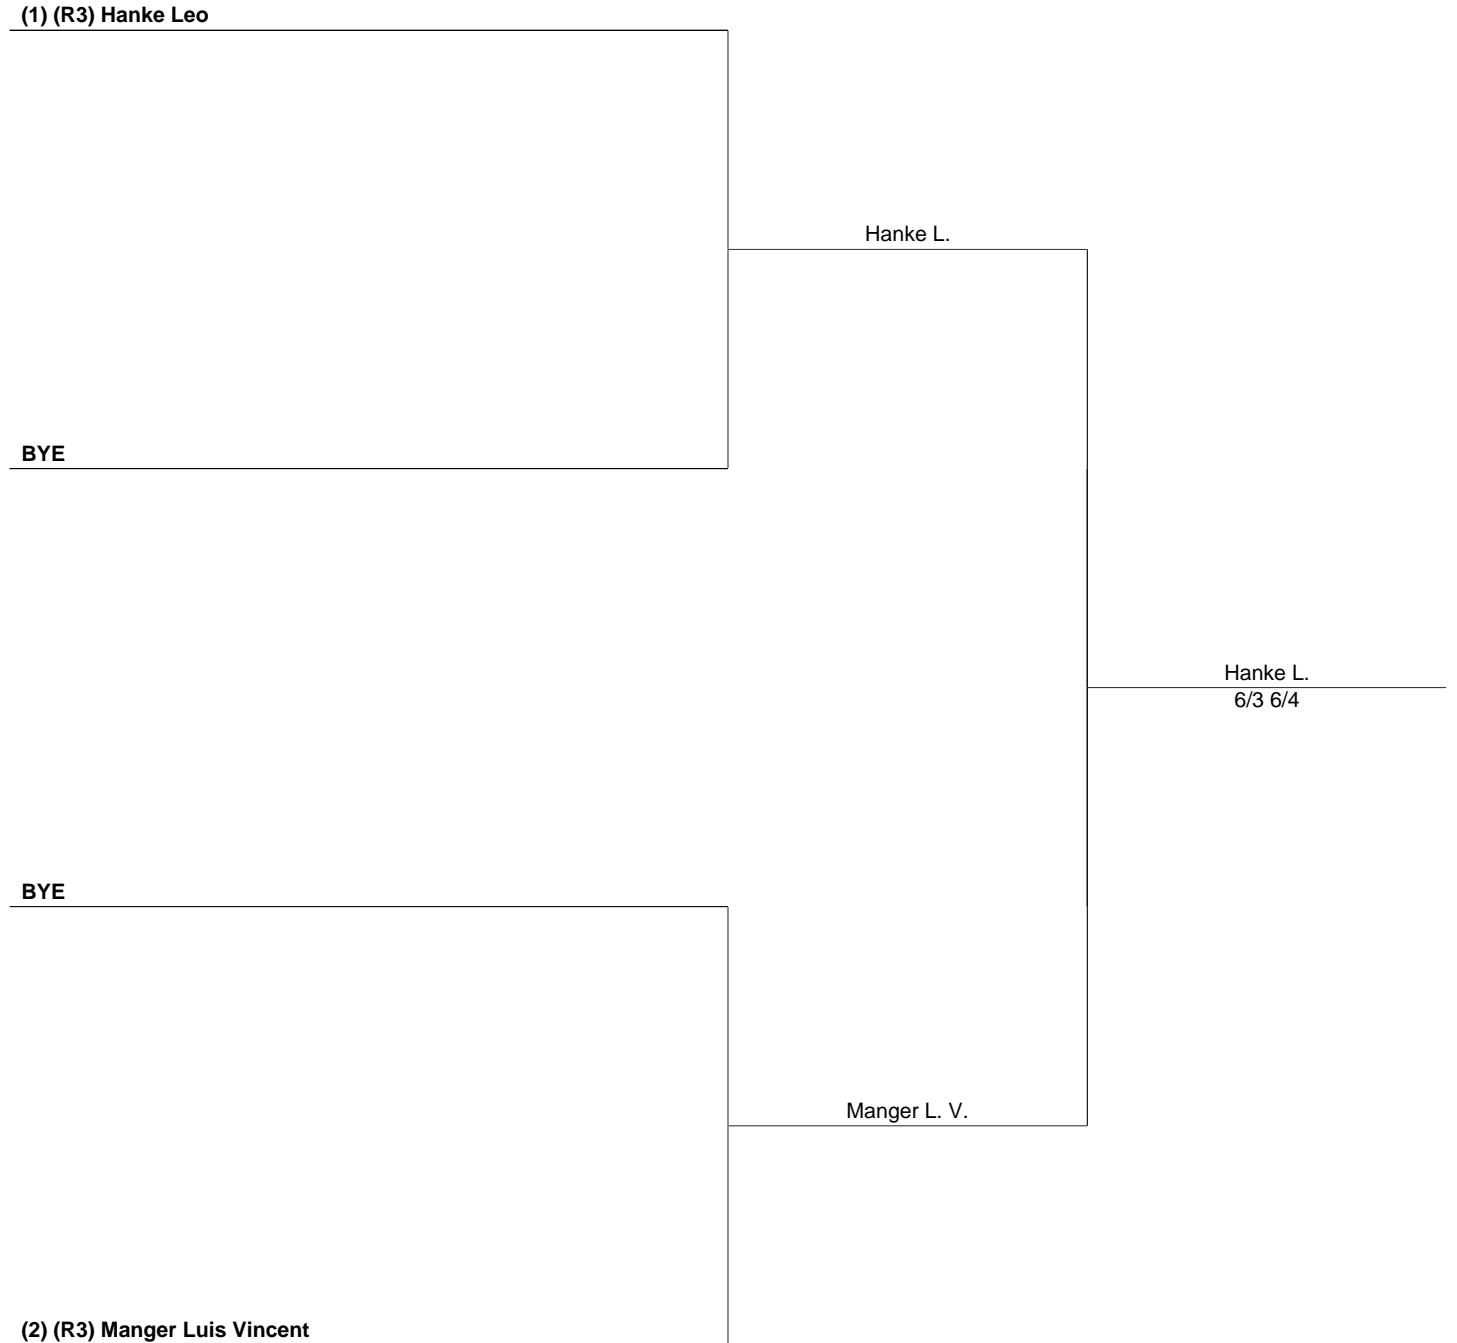 (1) (R3) Hanke Leo
Hanke L.
BYE
Hanke L.
6/3 6/4
BYE
Manger L. V.
(2) (R3) Manger Luis Vincent